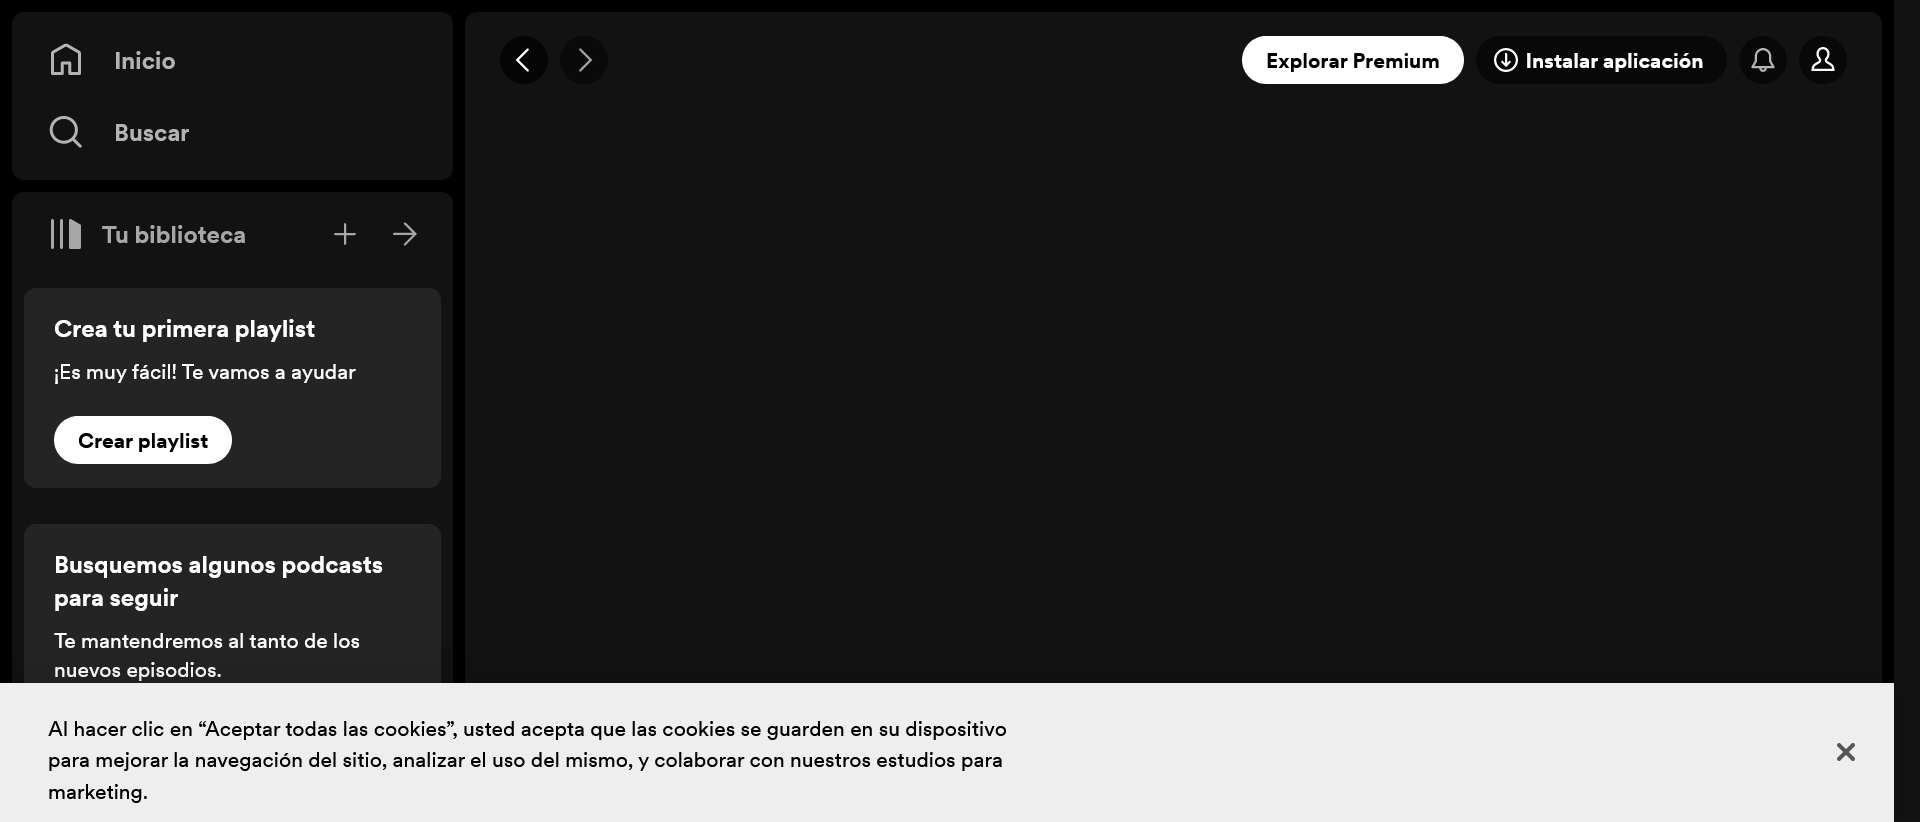 Inicio
Buscar
Tu biblioteca
Crea tu primera playlist
¡Es muy fácil! Te vamos a ayudar
Crear playlist
Busquemos algunos podcasts
para seguir
Te mantendremos al tanto de los
nuevos episodios.
Explorar Premium
Instalar aplicación
Al hacer clic en “Aceptar todas las cookies”, usted acepta que las cookies se guarden en su dispositivo
para mejorar la navegación del sitio, analizar el uso del mismo, y colaborar con nuestros estudios para
marketing.